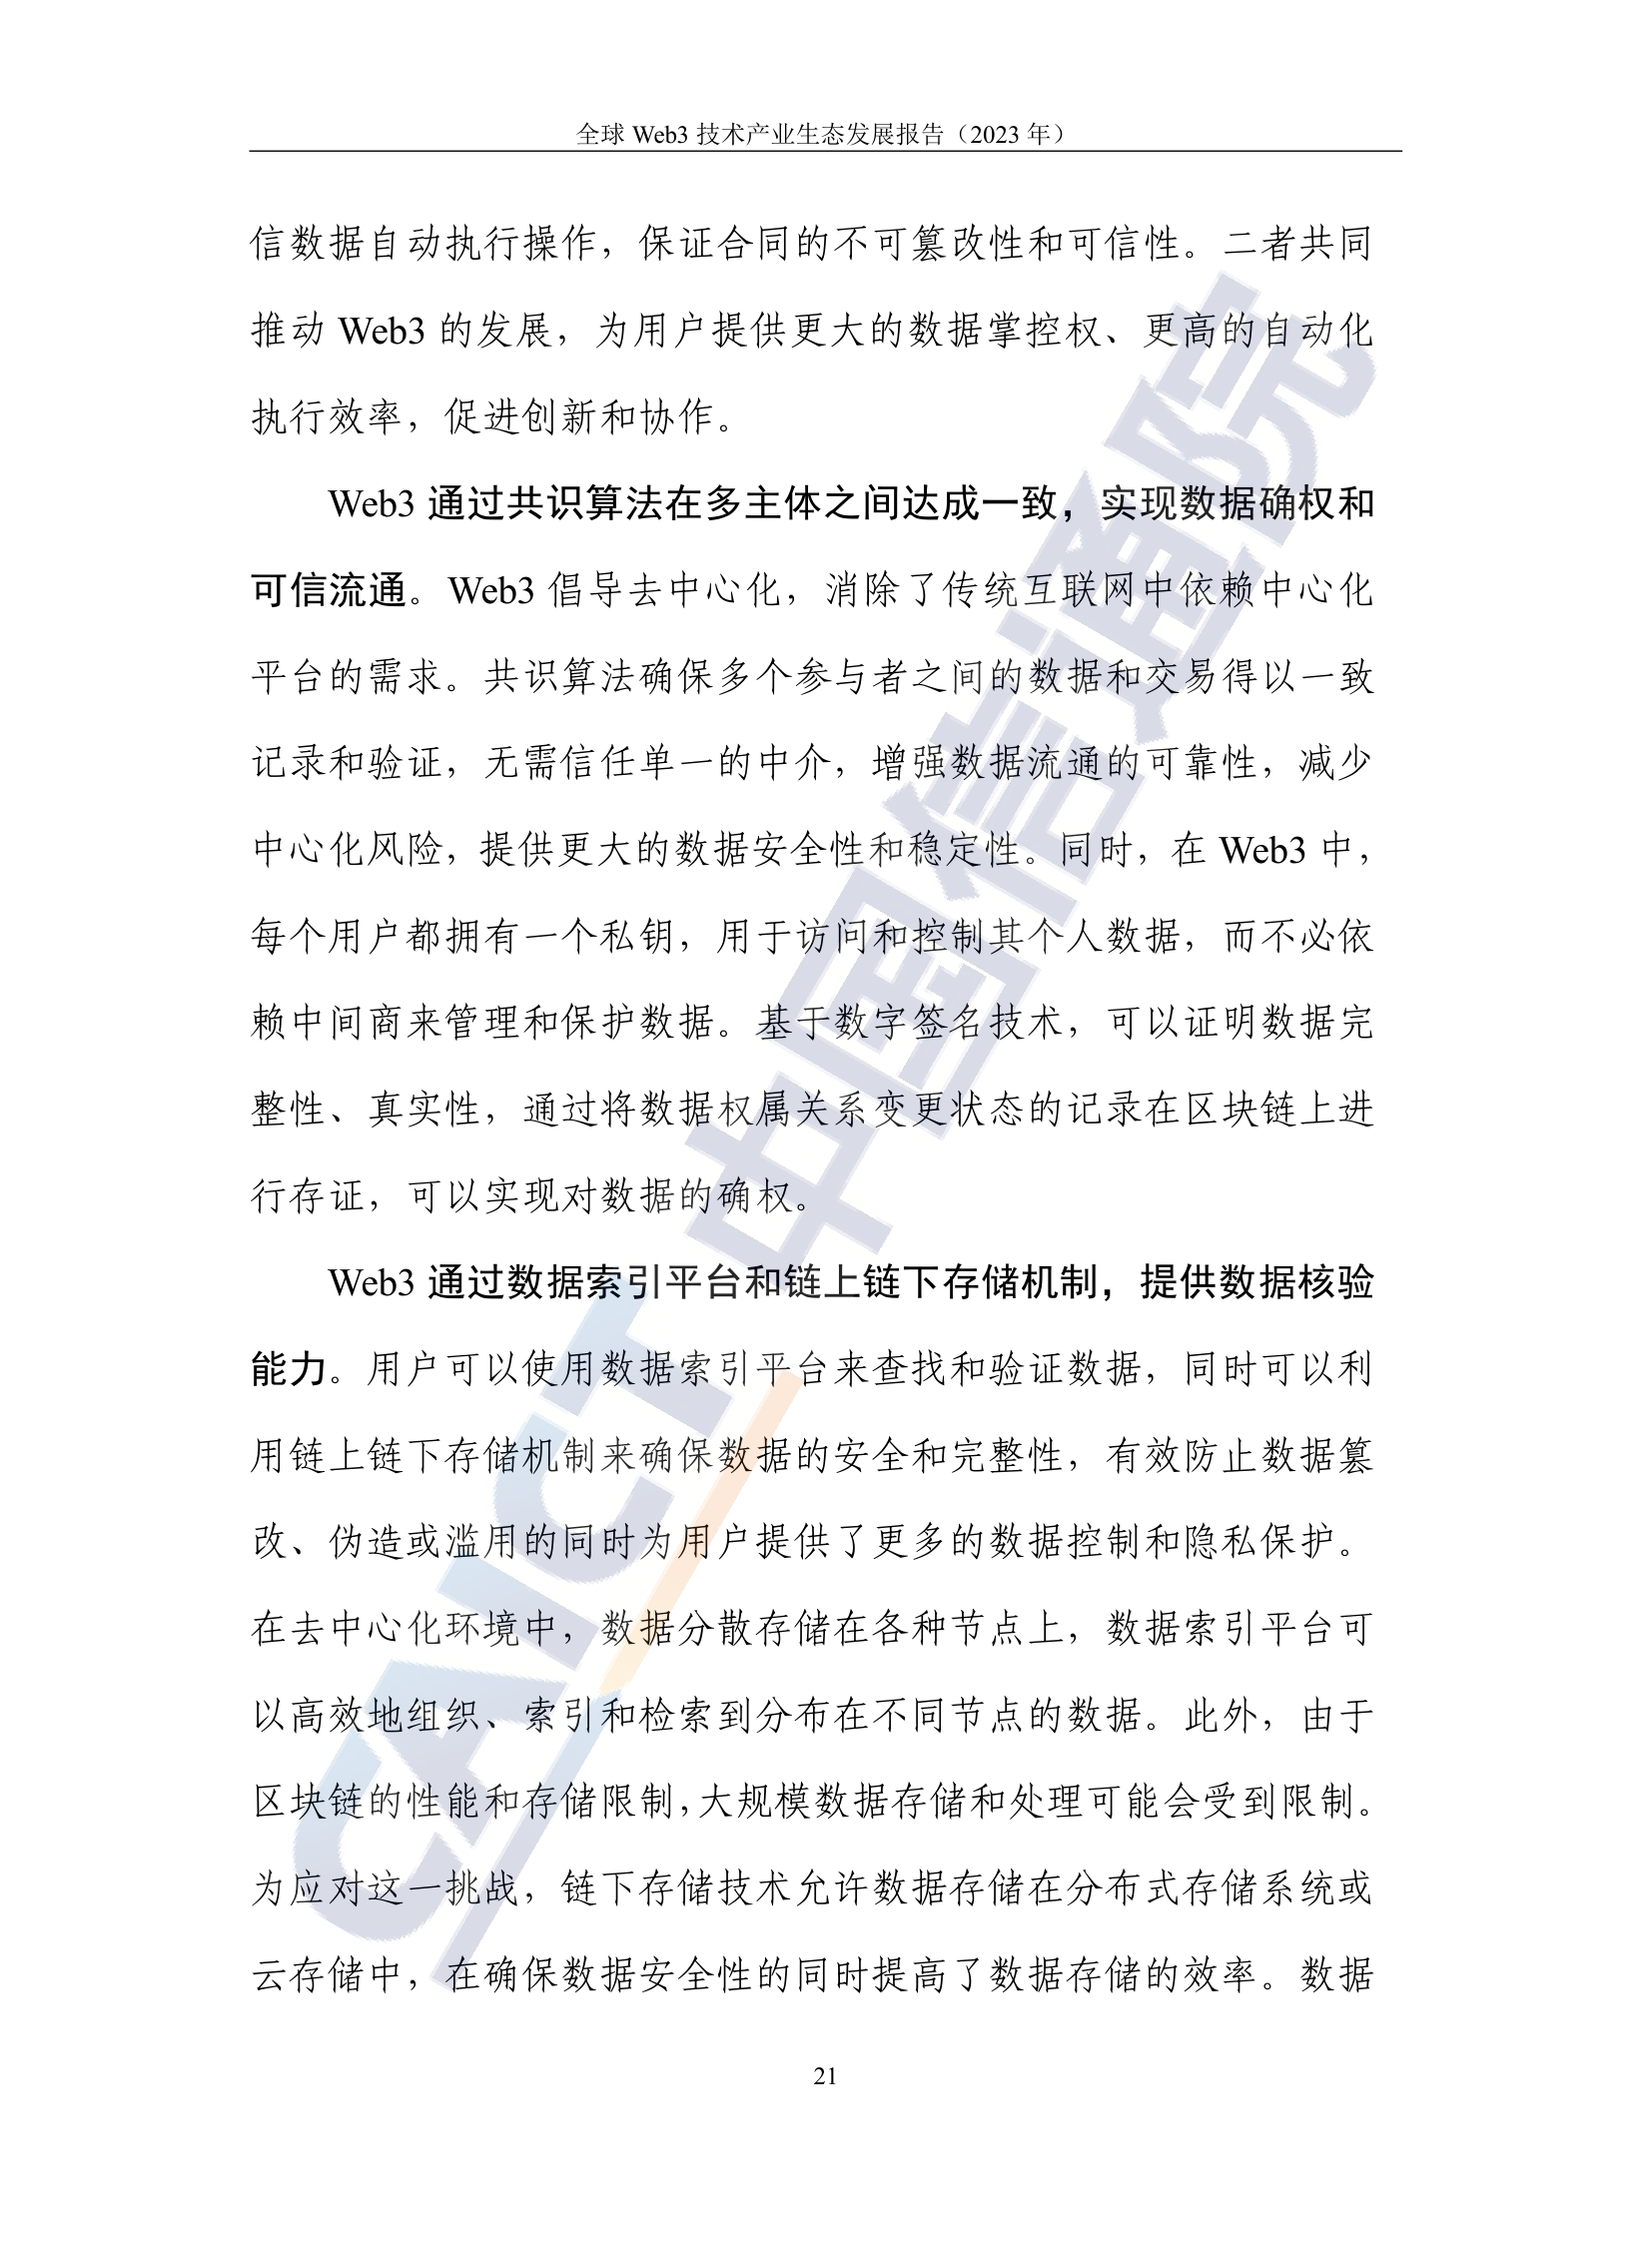 全球 Web3 技术产业生态发展报告（2023 年）
信数据自动执行操作，保证合同的不可篡改性和可信性。二者共同
推动 Web3 的发展，为用户提供更大的数据掌控权、更高的自动化
执行效率，促进创新和协作。
Web3 通过共识算法在多主体之间达成一致，实现数据确权和
可信流通。Web3 倡导去中心化，消除了传统互联网中依赖中心化
平台的需求。共识算法确保多个参与者之间的数据和交易得以一致
记录和验证，无需信任单一的中介，增强数据流通的可靠性，减少
中心化风险，提供更大的数据安全性和稳定性。同时，在 Web3 中，
每个用户都拥有一个私钥，用于访问和控制其个人数据，而不必依
赖中间商来管理和保护数据。基于数字签名技术，可以证明数据完
整性、真实性，通过将数据权属关系变更状态的记录在区块链上进
行存证，可以实现对数据的确权。
Web3 通过数据索引平台和链上链下存储机制，提供数据核验
能力。用户可以使用数据索引平台来查找和验证数据，同时可以利
用链上链下存储机制来确保数据的安全和完整性，有效防止数据篡
改、伪造或滥用的同时为用户提供了更多的数据控制和隐私保护。
在去中心化环境中，数据分散存储在各种节点上，数据索引平台可
以高效地组织、索引和检索到分布在不同节点的数据。此外，由于
区块链的性能和存储限制，大规模数据存储和处理可能会受到限制。
为应对这一挑战，链下存储技术允许数据存储在分布式存储系统或
云存储中，在确保数据安全性的同时提高了数据存储的效率。数据
21
CAICT 中国信通院